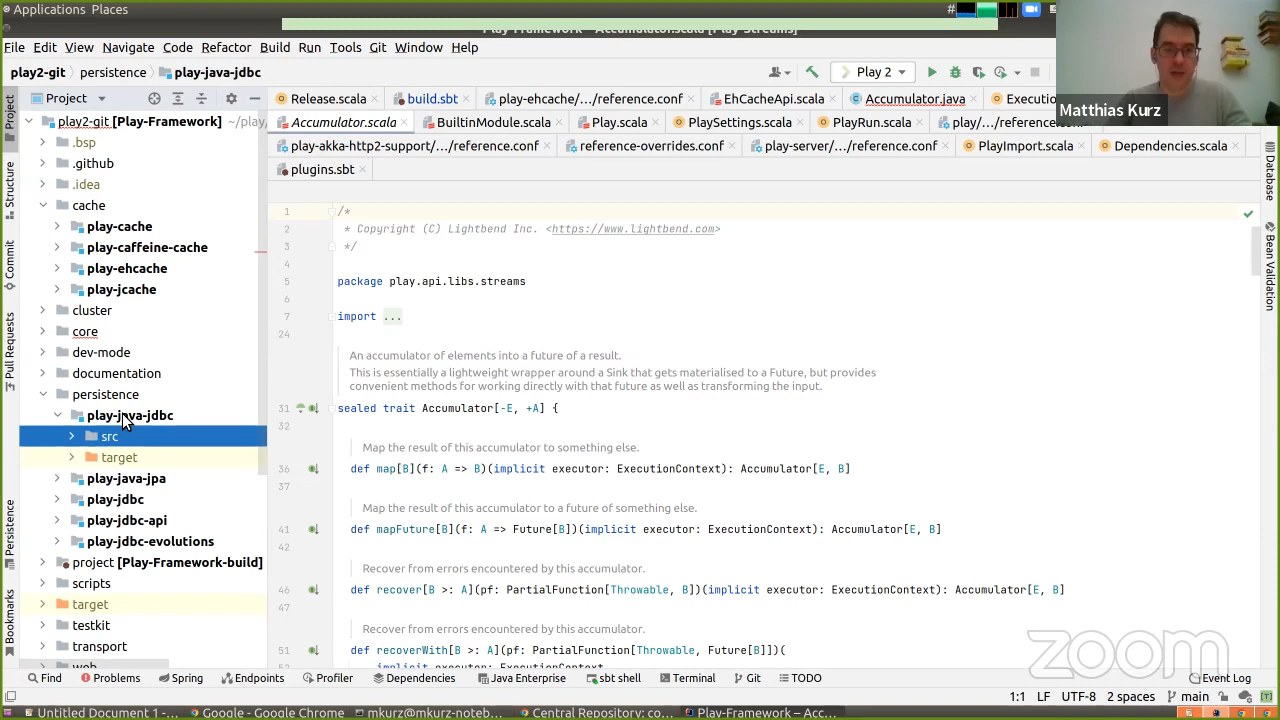 Applications Places
Play-Framework – Accumulator.scala [Play-Streams]
File Edit View Navigate Code Refactor Build Run Tools Git Window Help
play2-git persistence play-java-jdbc
Play 2
Matthias Kurz
Project
Release.scala build.sbt play-ehcache/…/reference.conf EhCacheApi.scala Accumulator.java
Accumulator.scala BuiltinModule.scala Play.scala PlaySettings.scala PlayRun.scala
play-akka-http2-support/…/reference.conf reference-overrides.conf play-server/…/reference.conf PlayImport.scala Dependencies.scala
plugins.sbt
play2-git [Play-Framework]
.bsp
.github
.idea
cache
play-cache
play-caffeine-cache
play-ehcache
play-jcache
cluster
core
dev-mode
documentation
persistence
play-java-jdbc
src
target
play-java-jpa
play-jdbc
play-jdbc-api
play-jdbc-evolutions
project [Play-Framework-build]
scripts
target
testkit
transport
web
Project
Structure
Commit
Pull Requests
Persistence
Bookmarks
1 /*
2 * Copyright (C) Lightbend Inc. <https://www.lightbend.com>
3 */
4
5 package play.api.libs.streams
6
7 import ...
24
An accumulator of elements into a future of a result.
This is essentially a lightweight wrapper around a Sink that gets materialised to a Future, but provides
convenient methods for working directly with that future as well as transforming the input.
31 sealed trait Accumulator[-E, +A] {
32
Map the result of this accumulator to something else.
36 def map[B](f: A => B)(implicit executor: ExecutionContext): Accumulator[E, B]
37
Map the result of this accumulator to a future of something else.
41 def mapFuture[B](f: A => Future[B])(implicit executor: ExecutionContext): Accumulator[E, B]
42
Recover from errors encountered by this accumulator.
46 def recover[B >: A](pf: PartialFunction[Throwable, B])(implicit executor: ExecutionContext): Accumulator[E, B]
47
Recover from errors encountered by this accumulator.
51 def recoverWith[B >: A](pf: PartialFunction[Throwable, Future[B]])(
52 implicit executor: ExecutionContext
Database
Bean Validation
zoom
Find Problems Spring Endpoints Profiler Dependencies Java Enterprise sbt shell Terminal Git TODO Event Log
1:1 LF UTF-8 2 spaces main
Untitled Document 1 -... Google - Google Chrome mkurz@mkurz-noteb... Central Repository: co... Play-Framework – Acc...